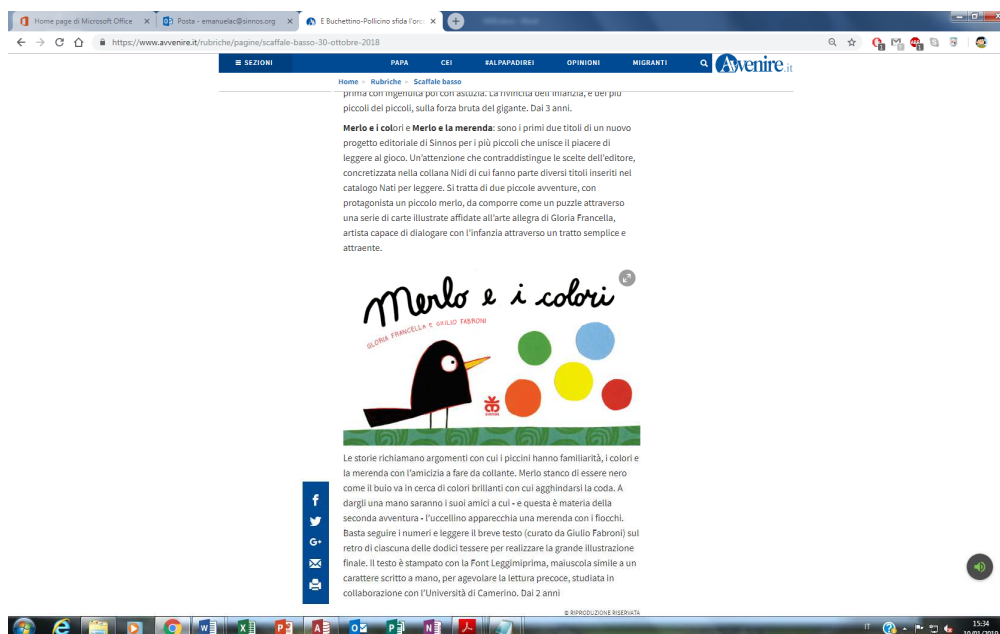 Home page di Microsoft Office
Posta - emanuelac@sinnos.org
E Buchettino-Pollicino sfida l'orc
https://www.avvenire.it/rubriche/pagine/scaffale-basso-30-ottobre-2018
≡ SEZIONI PAPA CEI #ALPAPADIREI OPINIONI MIGRANTI Avvenire.it
Home > Rubriche > Scaffale basso
prima con ingenuità poi con astuzia. La rivincita dell'infanzia, e dei più
piccoli dei piccoli, sulla forza bruta del gigante. Dai 3 anni.
Merlo e i colori e Merlo e la merenda: sono i primi due titoli di un nuovo
progetto editoriale di Sinnos per i più piccoli che unisce il piacere di
leggere al gioco. Un'attenzione che contraddistingue le scelte dell'editore,
concretizzata nella collana Nidi di cui fanno parte diversi titoli inseriti nel
catalogo Nati per leggere. Si tratta di due piccole avventure, con
protagonista un piccolo merlo, da comporre come un puzzle attraverso
una serie di carte illustrate affidate all'arte allegra di Gloria Francella,
artista capace di dialogare con l'infanzia attraverso un tratto semplice e
attraente.
Merlo e i colori
GLORIA FRANCELLA E GIULIO FABRONI
SINNOS
Le storie richiamano argomenti con cui i piccini hanno familiarità, i colori e
la merenda con l'amicizia a fare da collante. Merlo stanco di essere nero
come il buio va in cerca di colori brillanti con cui agghindarsi la coda. A
dargli una mano saranno i suoi amici a cui - e questa è materia della
seconda avventura - l'uccellino apparecchia una merenda con i fiocchi.
Basta seguire i numeri e leggere il breve testo (curato da Giulio Fabroni) sul
retro di ciascuna delle dodici tessere per realizzare la grande illustrazione
finale. Il testo è stampato con la Font Leggimiprima, maiuscola simile a un
carattere scritto a mano, per agevolare la lettura precoce, studiata in
collaborazione con l'Università di Camerino. Dai 2 anni
© RIPRODUZIONE RISERVATA
IT 15:34
10/01/2019